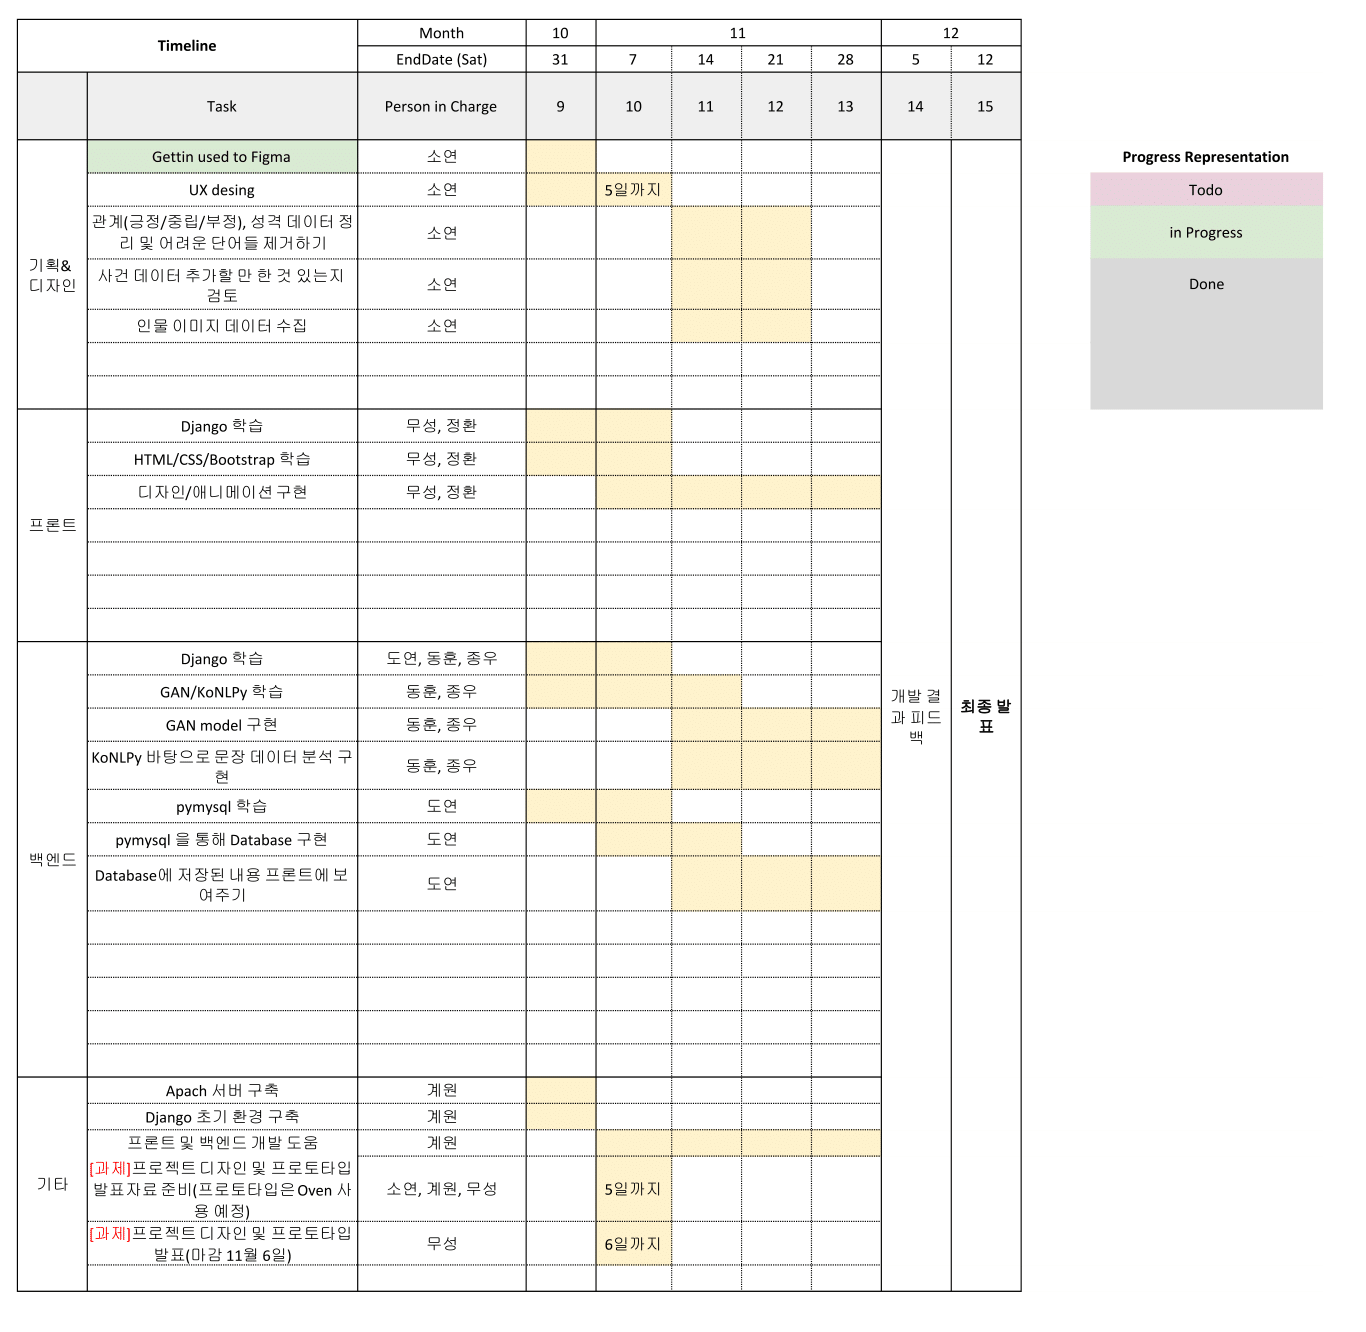 Timeline
Month
10
11
12
EndDate (Sat)
31
7
14
21
28
5
12
Task
Person in Charge
9
10
11
12
13
14
15
기획&
디자인
Gettin used to Figma
소연
UX desing
소연
5일까지
관계(긍정/중립/부정), 성격 데이터 정
리 및 어려운 단어들 제거하기
소연
사건 데이터 추가할 만 한 것 있는지
검토
소연
인물 이미지 데이터 수집
소연
프론트
Django 학습
무성, 정환
HTML/CSS/Bootstrap 학습
무성, 정환
디자인/애니메이션 구현
무성, 정환
백엔드
Django 학습
도연, 동훈, 종우
GAN/KoNLPy 학습
동훈, 종우
GAN model 구현
동훈, 종우
KoNLPy 바탕으로 문장 데이터 분석 구
현
동훈, 종우
pymysql 학습
도연
pymysql 을 통해 Database 구현
도연
Database에 저장된 내용 프론트에 보
여주기
도연
기타
Apach 서버 구축
계원
Django 초기 환경 구축
계원
프론트 및 백엔드 개발 도움
계원
[과제]프로젝트 디자인 및 프로토타입
발표자료 준비(프로토타입은 Oven 사
용 예정)
소연, 계원, 무성
5일까지
[과제]프로젝트 디자인 및 프로토타입
발표(마감 11월 6일)
무성
6일까지
개발 결
과 피드
백
최종 발
표
Progress Representation
Todo
in Progress
Done